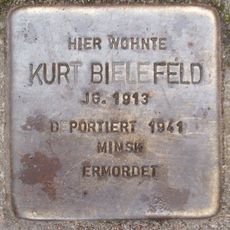 HIER WOHNTE
KURT BIELEFELD
JG. 1913
DEPORTIERT 1941
MINSK
ERMORDET